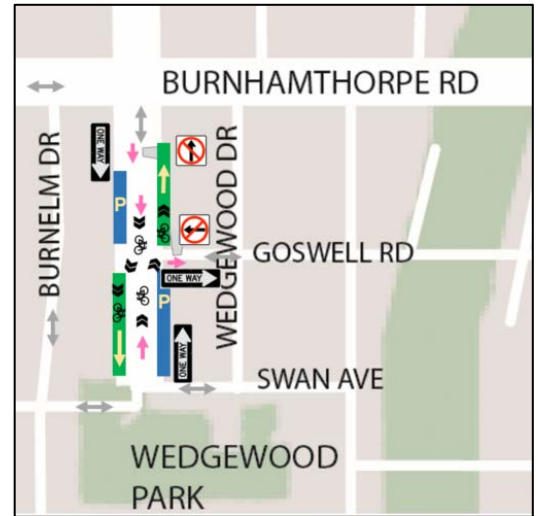 BURNHAMTHORPE RD
ONE WAY
BURNELM DR
P
WEDGEWOOD DR
GOSWELL RD
ONE WAY
P
ONE WAY
SWAN AVE
WEDGEWOOD
PARK